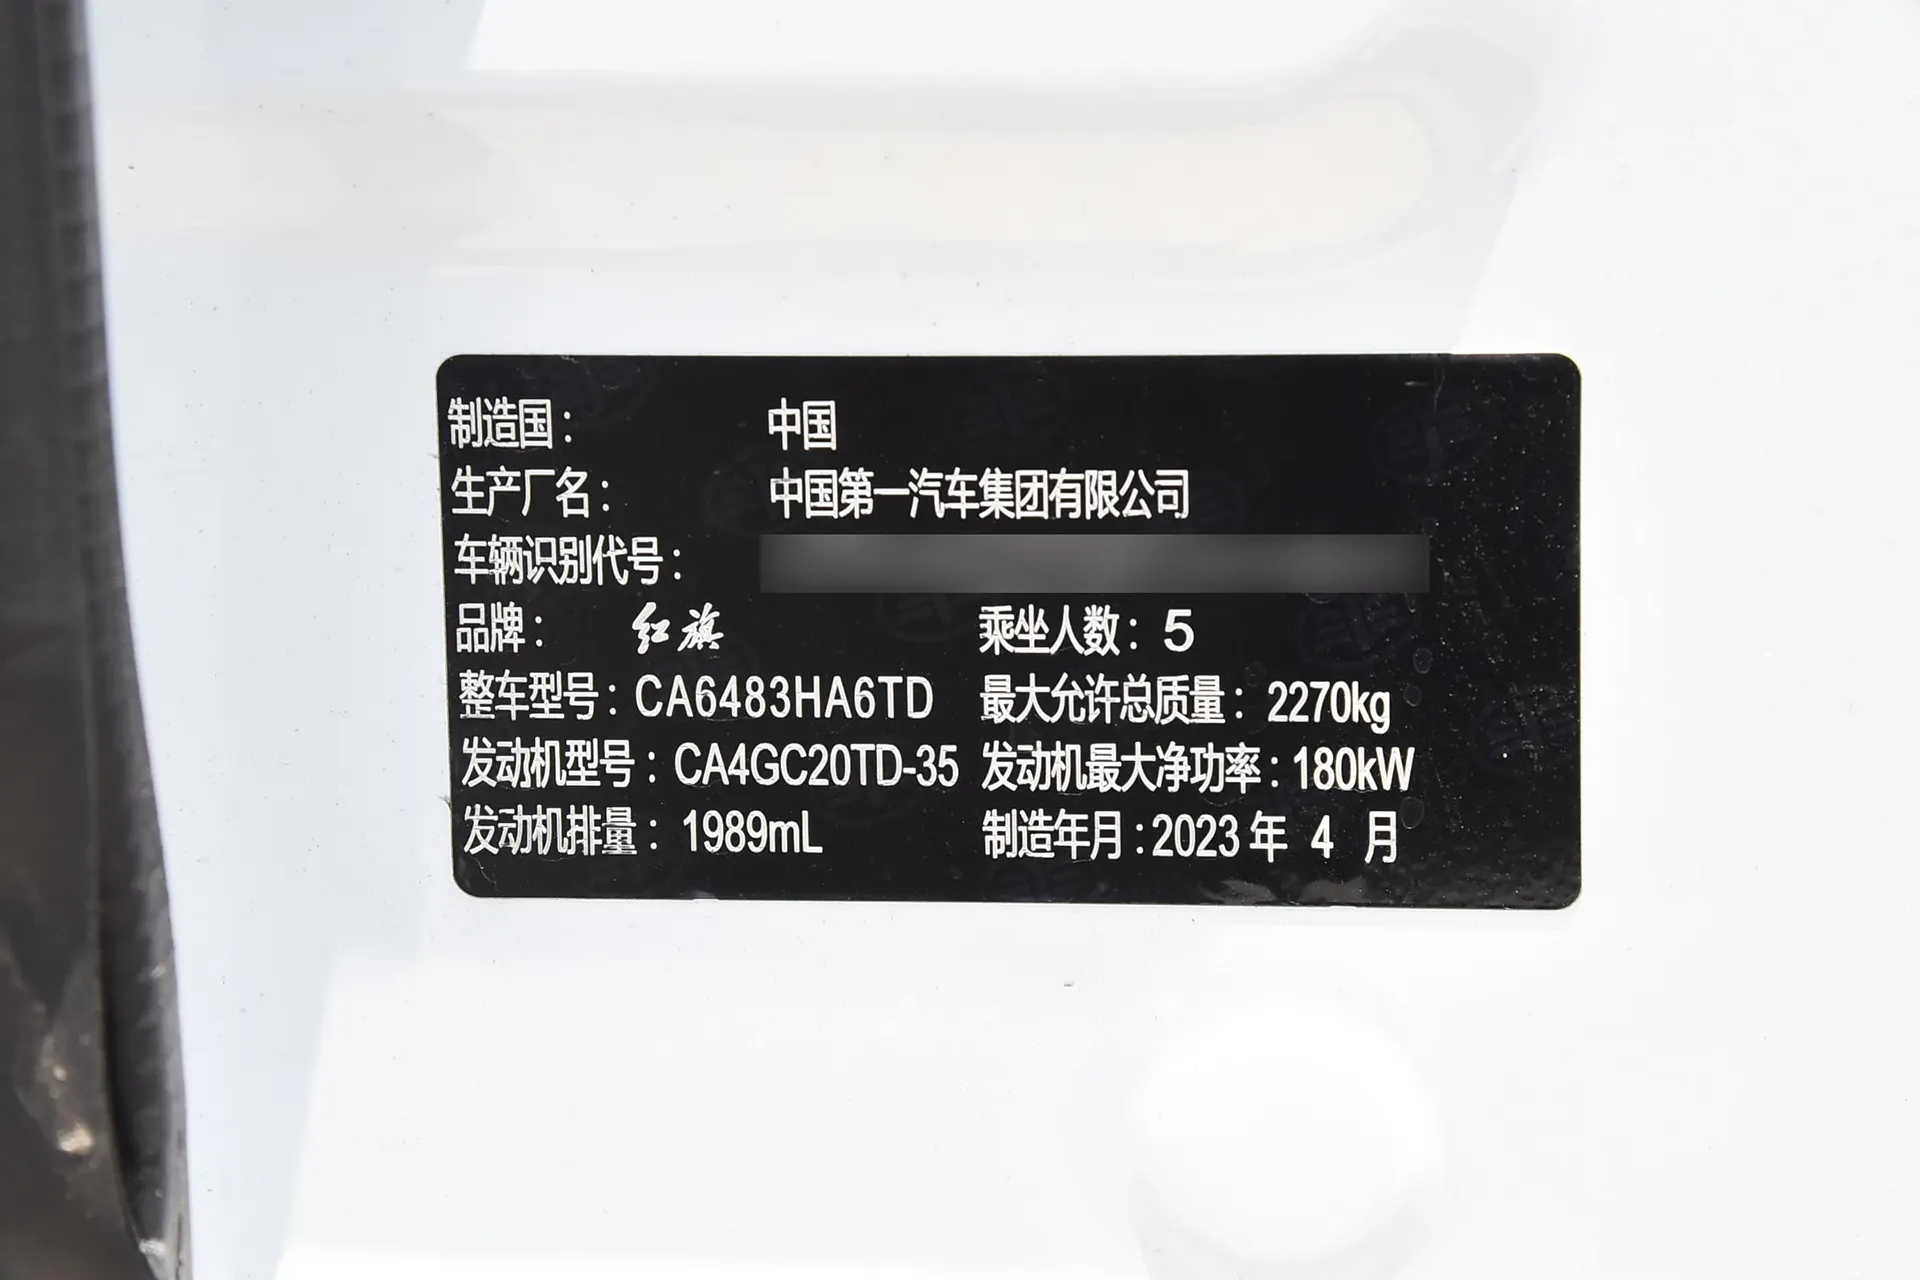 制造国： 中国
生产厂名： 中国第一汽车集团有限公司
车辆识别代号：
品牌： 红旗 乘坐人数：5
整车型号：CA6483HA6TD 最大允许总质量：2270kg
发动机型号：CA4GC20TD-35 发动机最大净功率：180kW
发动机排量：1989mL 制造年月：2023年 4 月